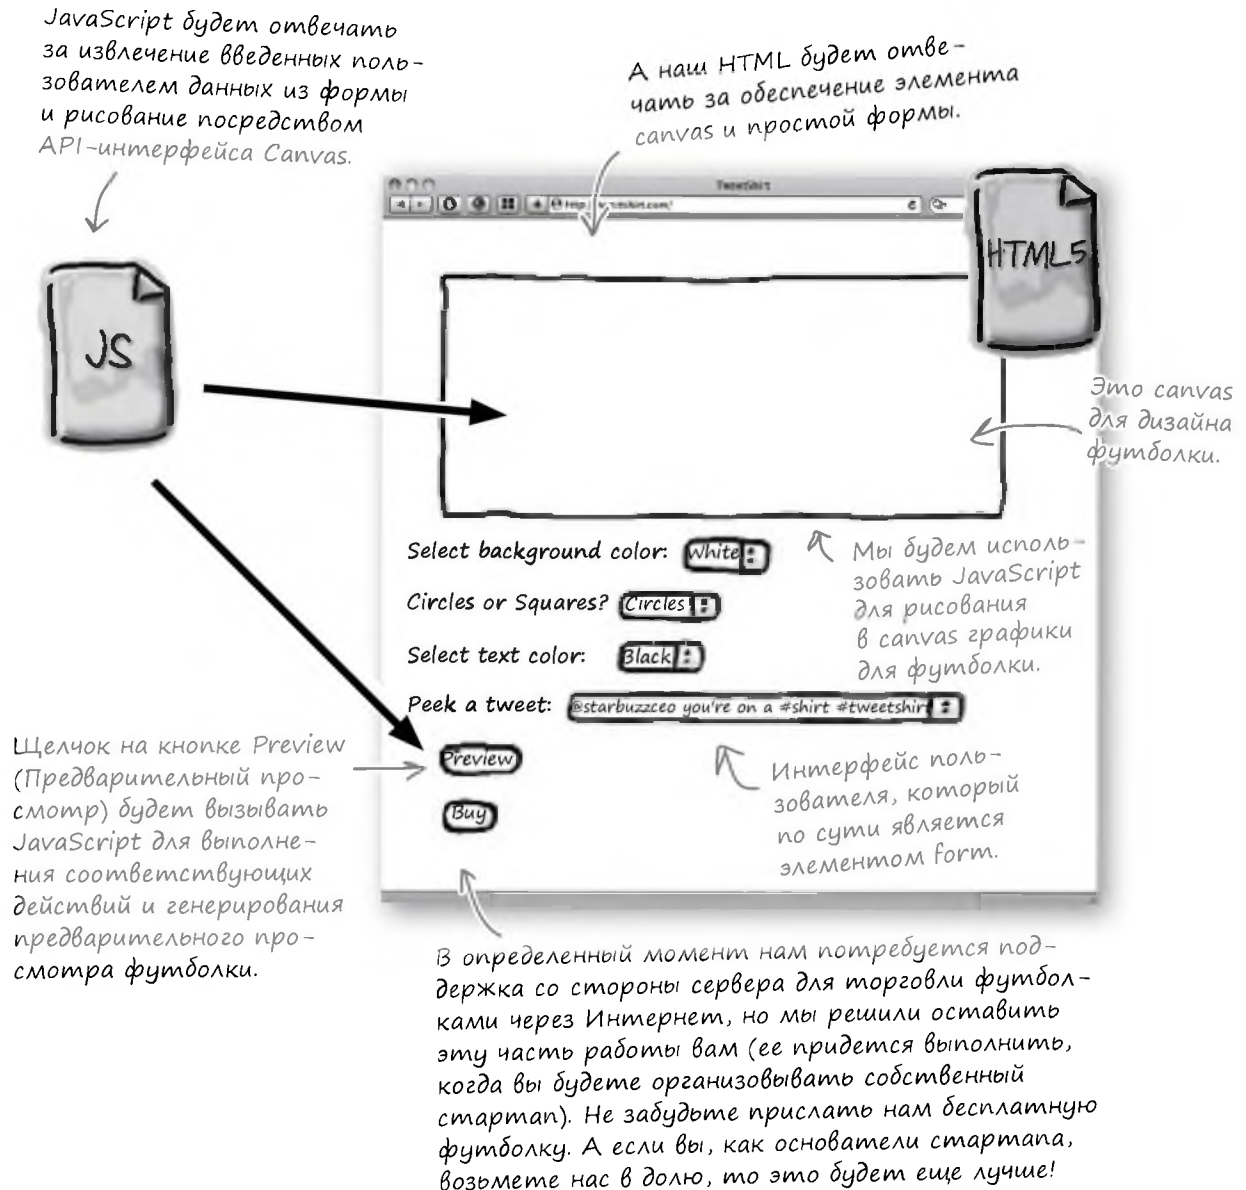 JavaScript будет отвечать
за извлечение введенных поль-
зователем данных из формы
и рисование посредством
API-интерфейса Canvas.
А наш HTML будет отве-
чать за обеспечение элемента
canvas и простой формы.
TweetShirt
HTML5
JS
Это canvas
для дизайна
футболки.
Select background color: White
Circles or Squares? Circles
Select text color: Black
Peek a tweet: @starbuzzceo you're on a #shirt #tweetshirt
Preview
Buy
Мы будем исполь-
зовать JavaScript
для рисования
в canvas графики
для футболки.
Щелчок на кнопке Preview
(Предварительный про-
смотр) будет вызывать
JavaScript для выполне-
ния соответствующих
действий и генерирования
предварительного про-
смотра футболки.
Интерфейс поль-
зователя, который
по сути является
элементом form.
В определенный момент нам потребуется под-
держка со стороны сервера для торговли футбол-
ками через Интернет, но мы решили оставить
эту часть работы вам (ее придется выполнить,
когда вы будете организовывать собственный
стартап). Не забудьте прислать нам бесплатную
футболку. А если вы, как основатели стартапа,
возьмете нас в долю, то это будет еще лучше!